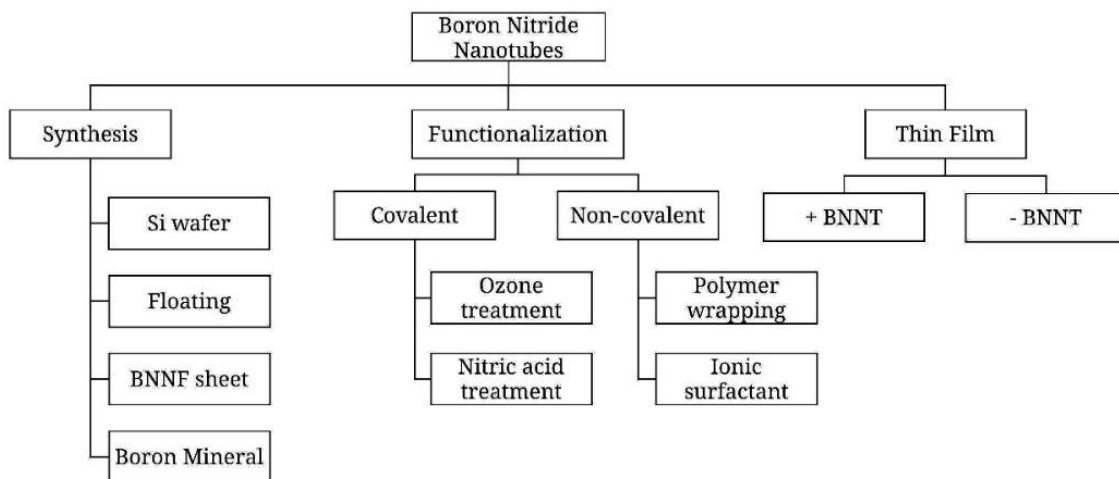 Boron Nitride
Nanotubes
Synthesis
Functionalization
Thin Film
Si wafer
Floating
BNNF sheet
Boron Mineral
Covalent
Non-covalent
Ozone
treatment
Nitric acid
treatment
Polymer
wrapping
Ionic
surfactant
+ BNNT
- BNNT